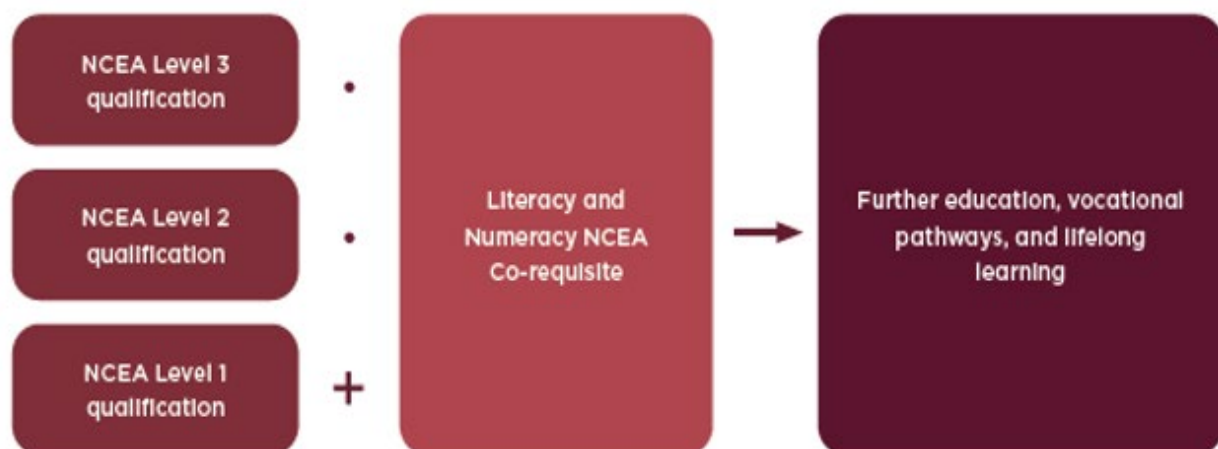 NCEA Level 3
qualification
•
NCEA Level 2
qualification
•
NCEA Level 1
qualification
+
Literacy and
Numeracy NCEA
Co-requisite
Further education, vocational
pathways, and lifelong
learning